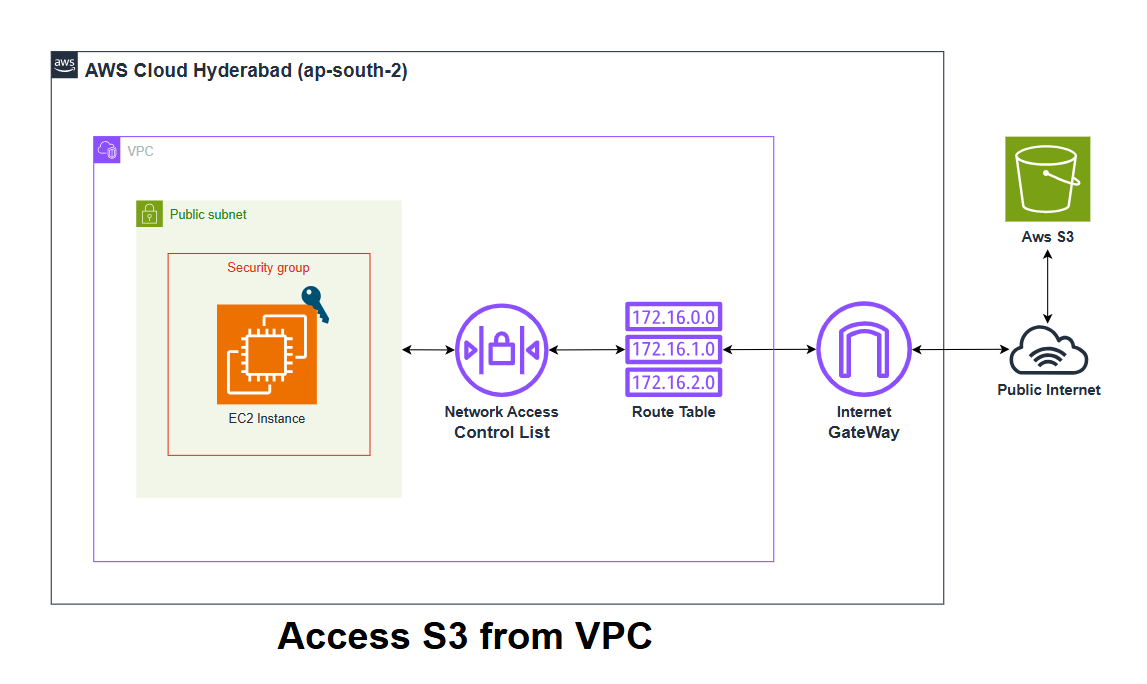 aws
AWS Cloud Hyderabad (ap-south-2)
VPC
Public subnet
Security group
EC2 Instance
Network Access
Control List
172.16.0.0
172.16.1.0
172.16.2.0
Route Table
Internet
GateWay
Aws S3
Public Internet
Access S3 from VPC